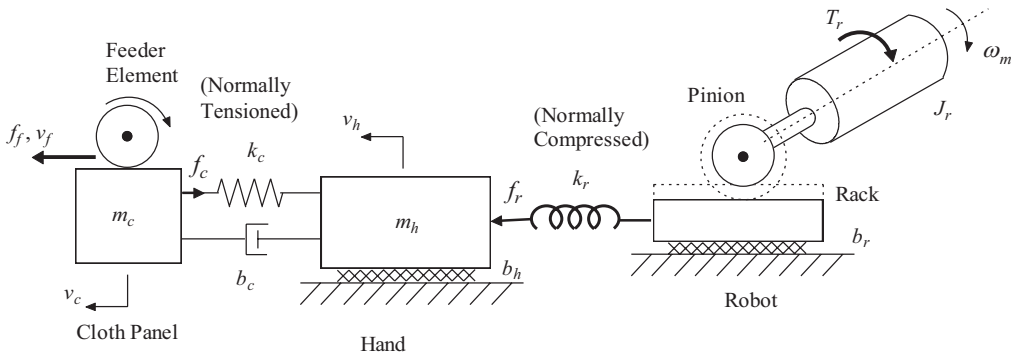 Feeder
Element
(Normally
Tensioned)
f_f, v_f
f_c
k_c
m_c
b_c
v_c
Cloth Panel
v_h
m_h
b_h
Hand
(Normally
Compressed)
f_r
k_r
Pinion
T_r
ω_m
J_r
Rack
b_r
Robot